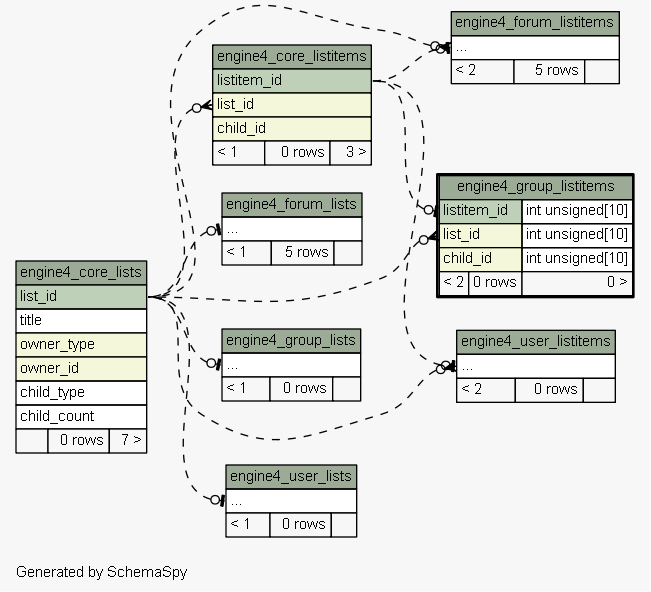 engine4_forum_listitems
...
< 2 5 rows
engine4_core_listitems
listitem_id
list_id
child_id
< 1 0 rows 3 >
engine4_group_listitems
listitem_id int unsigned[10]
list_id int unsigned[10]
child_id int unsigned[10]
< 2 0 rows 0 >
engine4_forum_lists
...
< 1 5 rows
engine4_core_lists
list_id
title
owner_type
owner_id
child_type
child_count
0 rows 7 >
engine4_group_lists
...
< 1 0 rows
engine4_user_listitems
...
< 2 0 rows
engine4_user_lists
...
< 1 0 rows
Generated by SchemaSpy